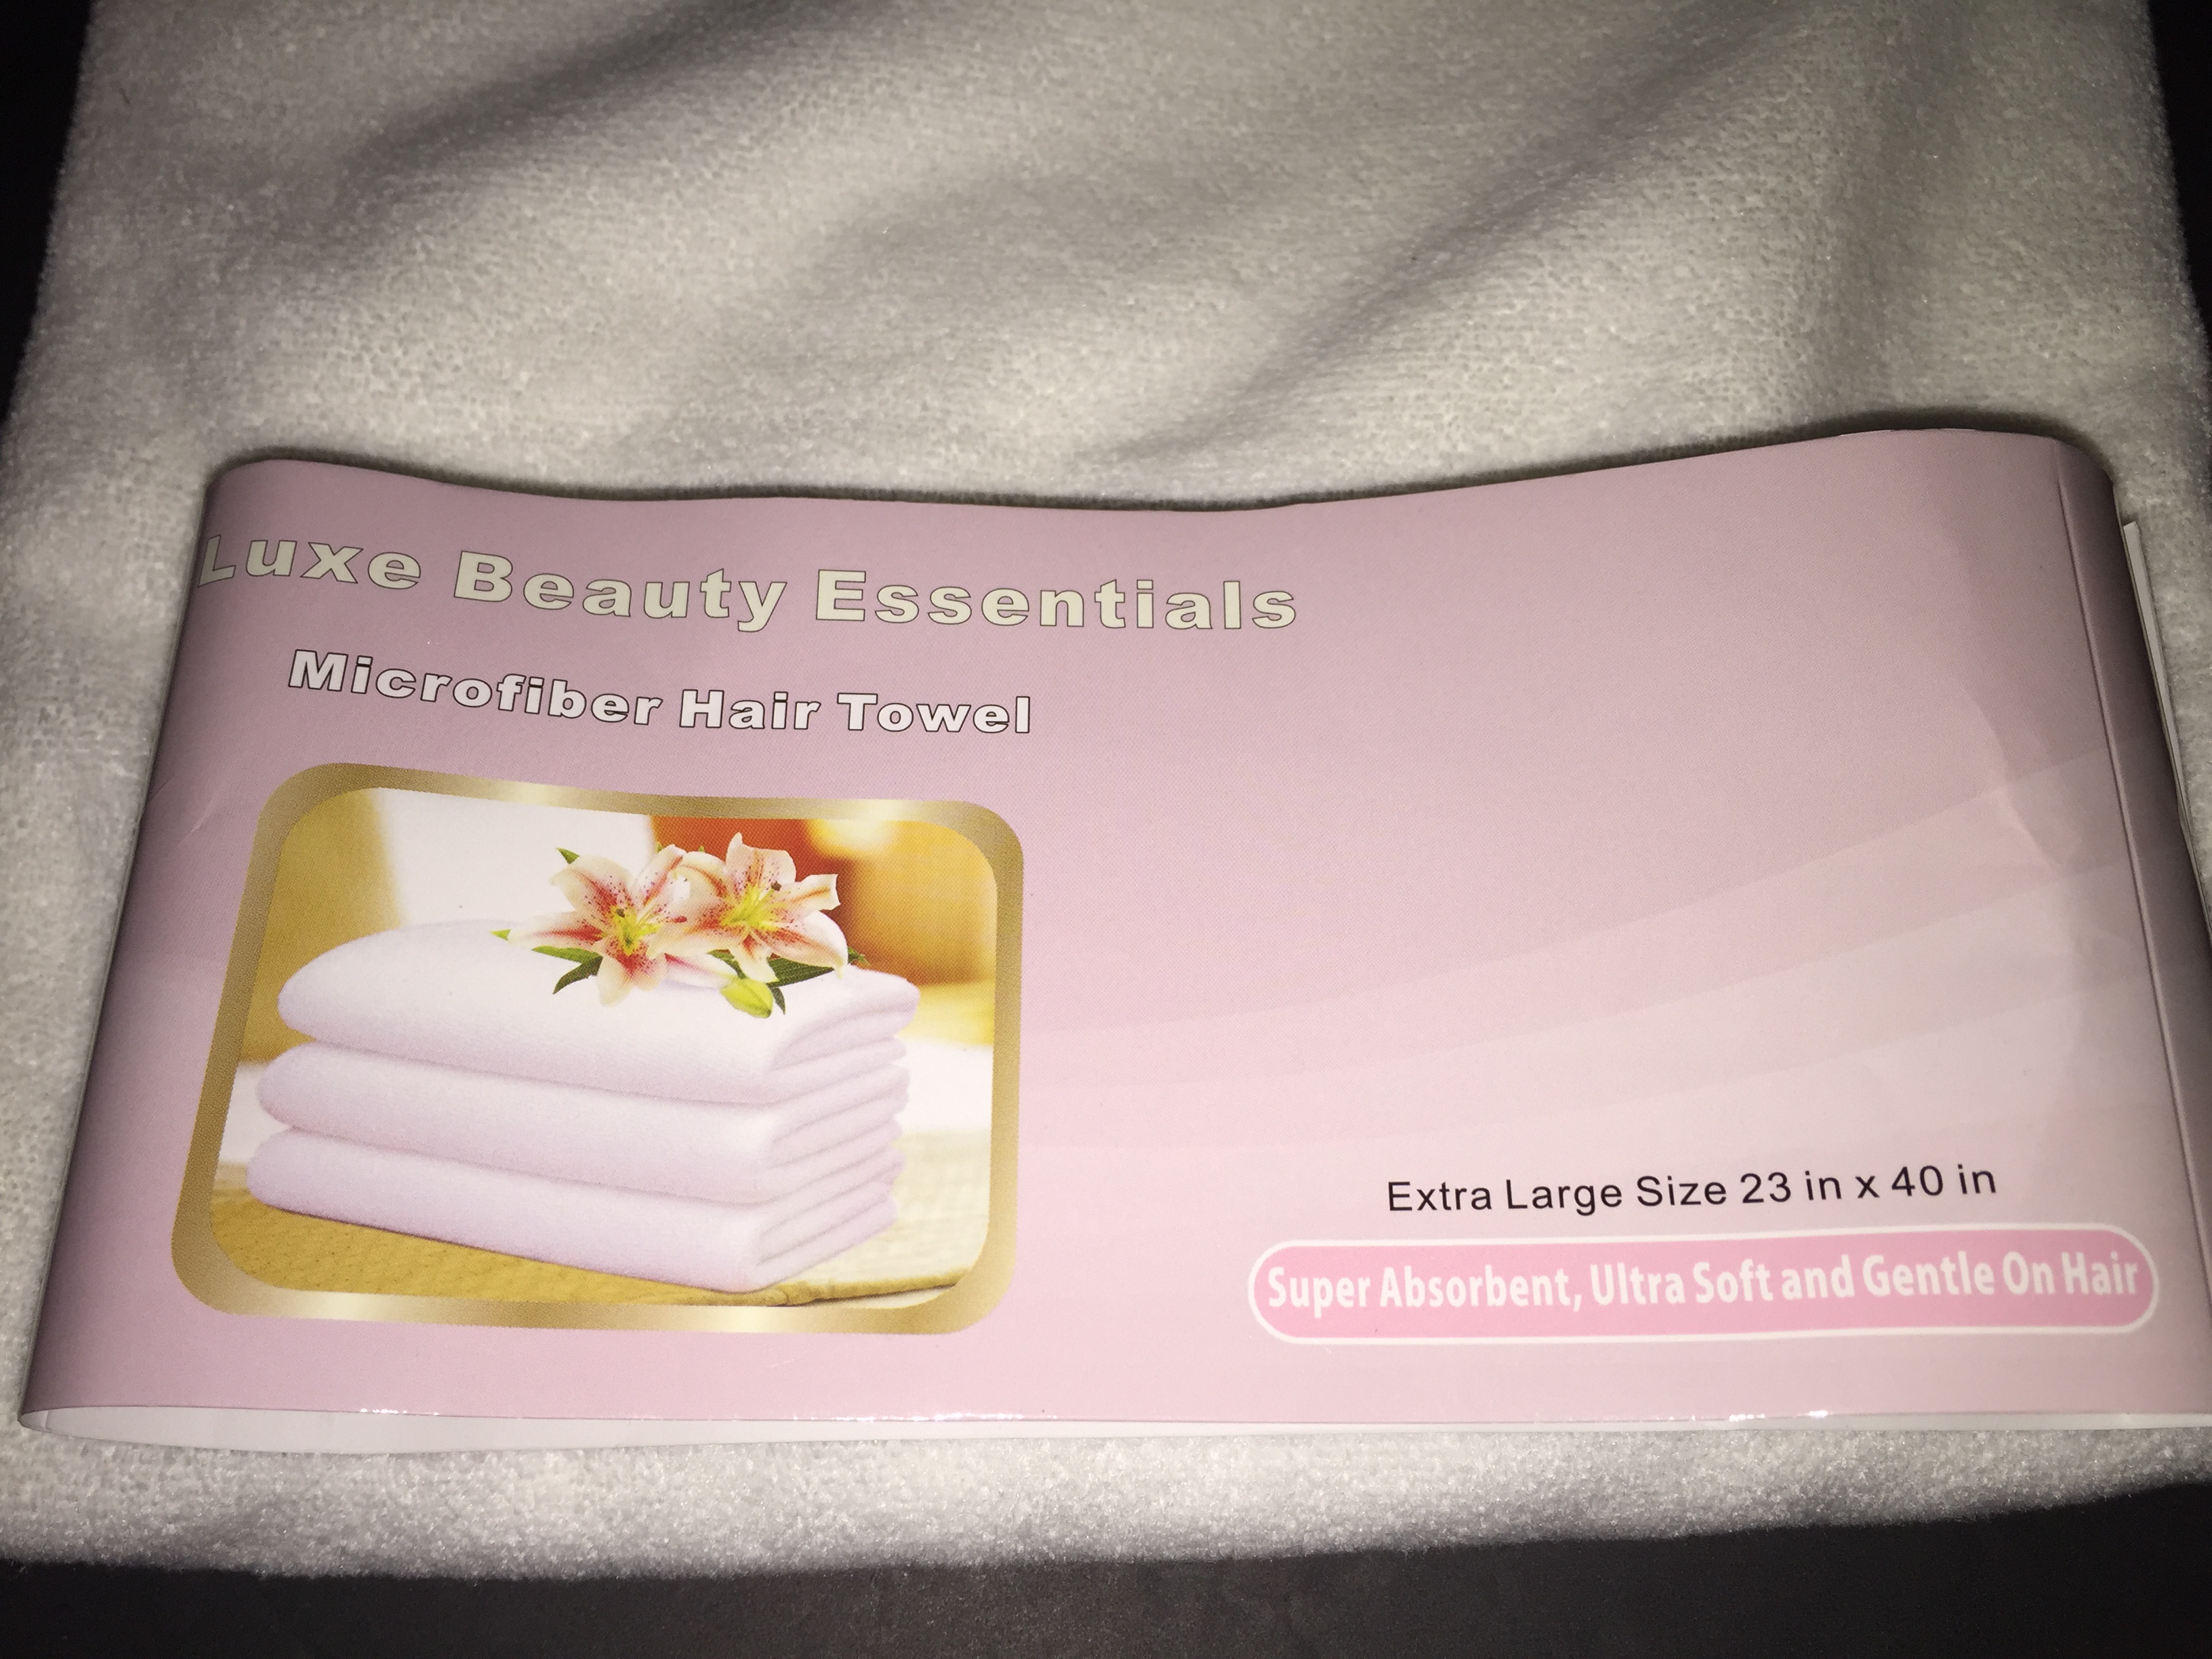 Luxe Beauty Essentials
Microfiber Hair Towel
Extra Large Size 23 in x 40 in
Super Absorbent, Ultra Soft and Gentle On Hair